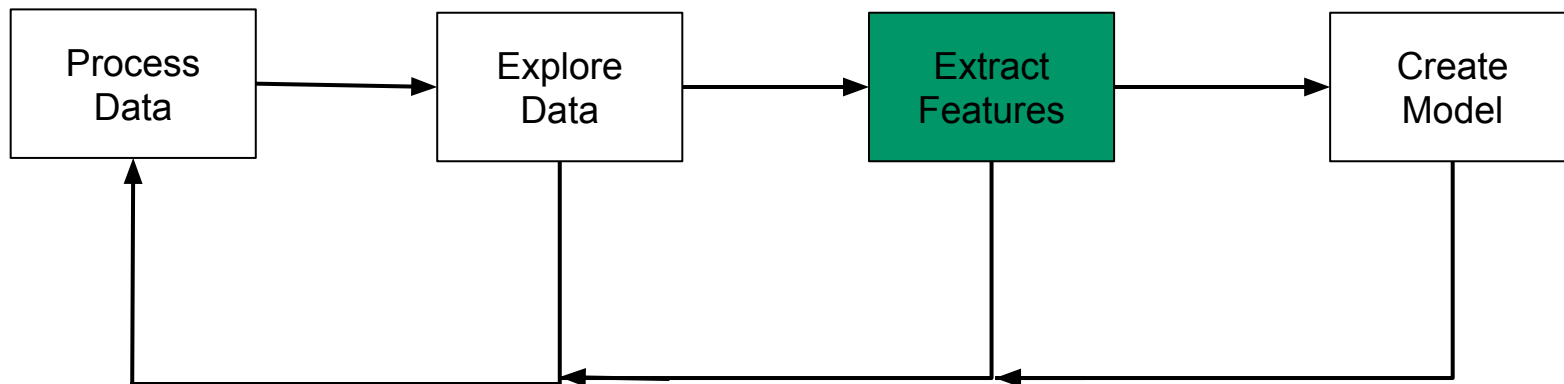 Process
Data
Explore
Data
Extract
Features
Create
Model